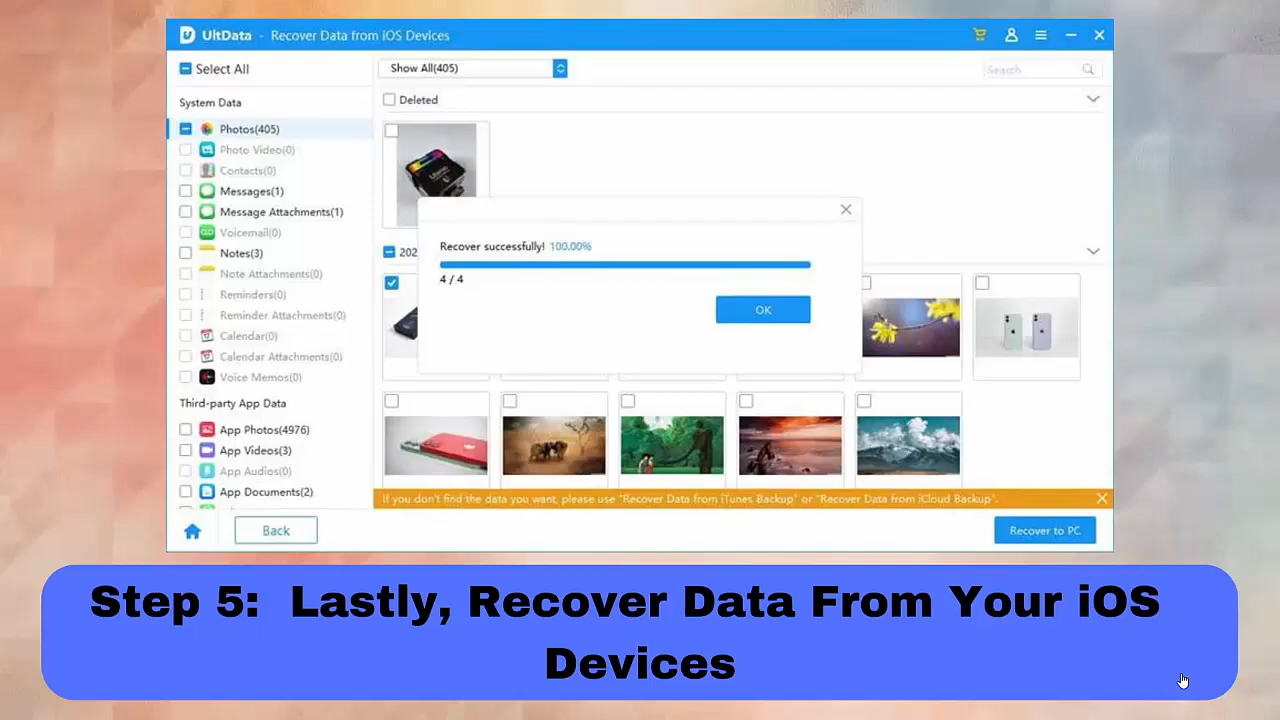 UltData - Recover Data from iOS Devices
Select All
Show All(405)
Search
System Data
Deleted
Photos(405)
Photo Video(0)
Contacts(0)
Messages(1)
Message Attachments(1)
Voicemail(0)
Notes(3)
Note Attachments(0)
Reminders(0)
Reminder Attachments(0)
Calendar(0)
Calendar Attachments(0)
Voice Memos(0)
Third-party App Data
App Photos(4976)
App Videos(3)
App Audios(0)
App Documents(2)
202
Recover successfully! 100.00%
4 / 4
OK
If you don't find the data you want, please use "Recover Data from iTunes Backup" or "Recover Data from iCloud Backup".
Back
Recover to PC
Step 5: Lastly, Recover Data From Your iOS
Devices